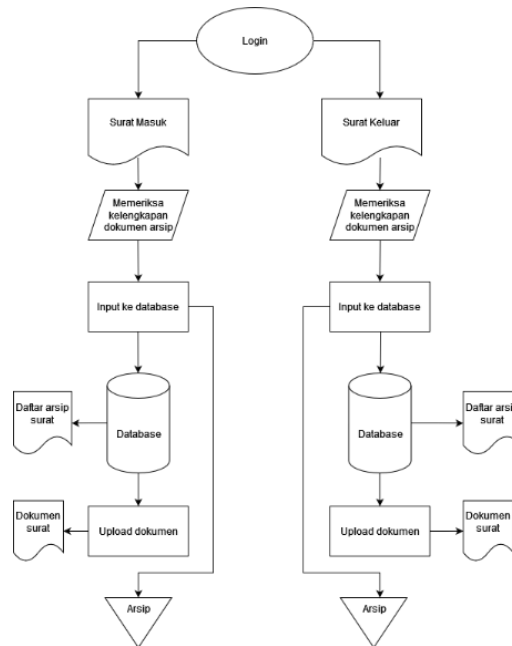 Login
Surat Masuk
Surat Keluar
Memeriksa
kelengkapan
dokumen arsip
Memeriksa
kelengkapan
dokumen arsip
Input ke database
Input ke database
Daftar arsip
surat
Database
Database
Daftar arsip
surat
Dokumen
surat
Upload dokumen
Upload dokumen
Dokumen
surat
Arsip
Arsip